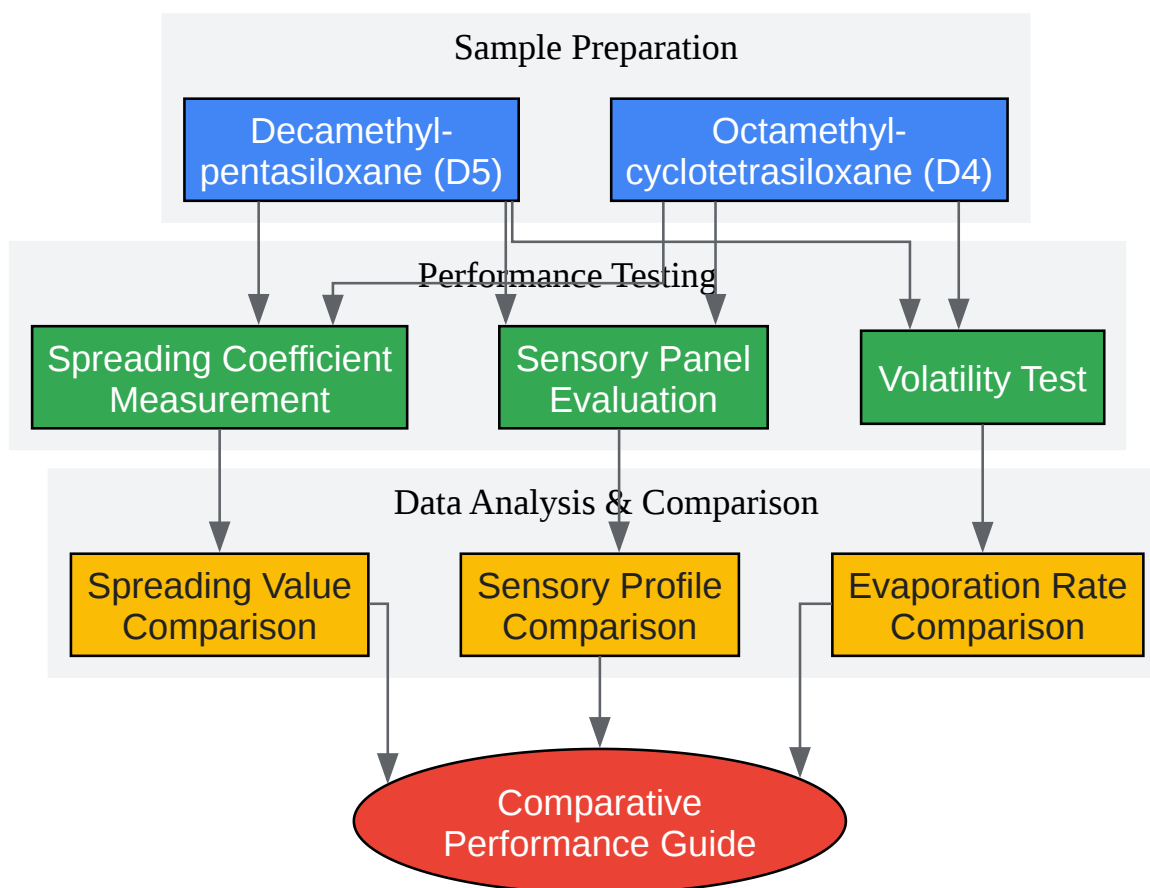 Sample Preparation
Decamethyl-
pentasiloxane (D5)
Octamethyl-
cyclotetrasiloxane (D4)
Performance Testing
Spreading Coefficient
Measurement
Sensory Panel
Evaluation
Volatility Test
Data Analysis & Comparison
Spreading Value
Comparison
Sensory Profile
Comparison
Evaporation Rate
Comparison
Comparative
Performance Guide